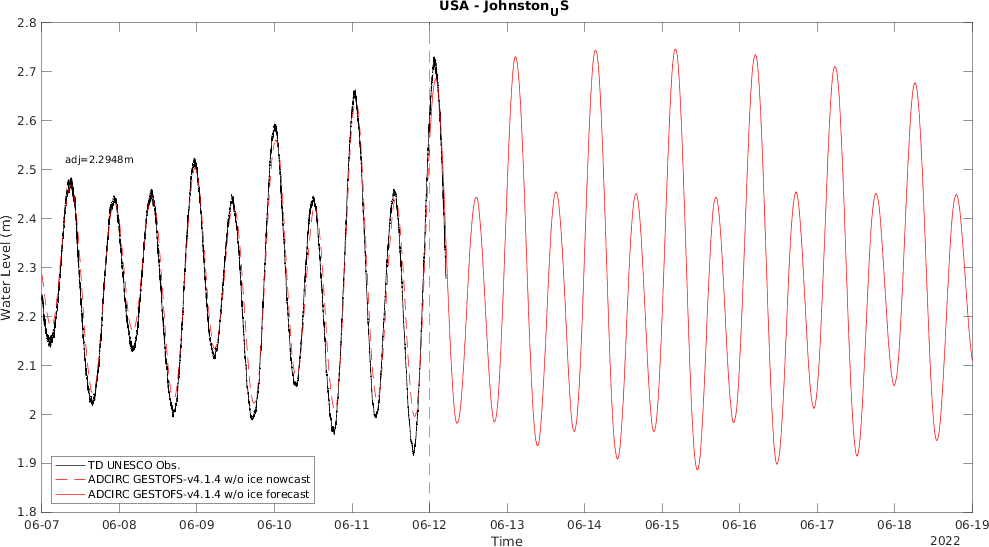 USA - Johnston_US
2.8
2.7
2.6
2.5
2.4
2.3
2.2
2.1
2
1.9
1.8
Water Level (m)
adj=2.2948m
TD UNESCO Obs.
ADCIRC GESTOFS-v4.1.4 w/o ice nowcast
ADCIRC GESTOFS-v4.1.4 w/o ice forecast
06-07 06-08 06-09 06-10 06-11 06-12 06-13 06-14 06-15 06-16 06-17 06-18 06-19
Time
2022